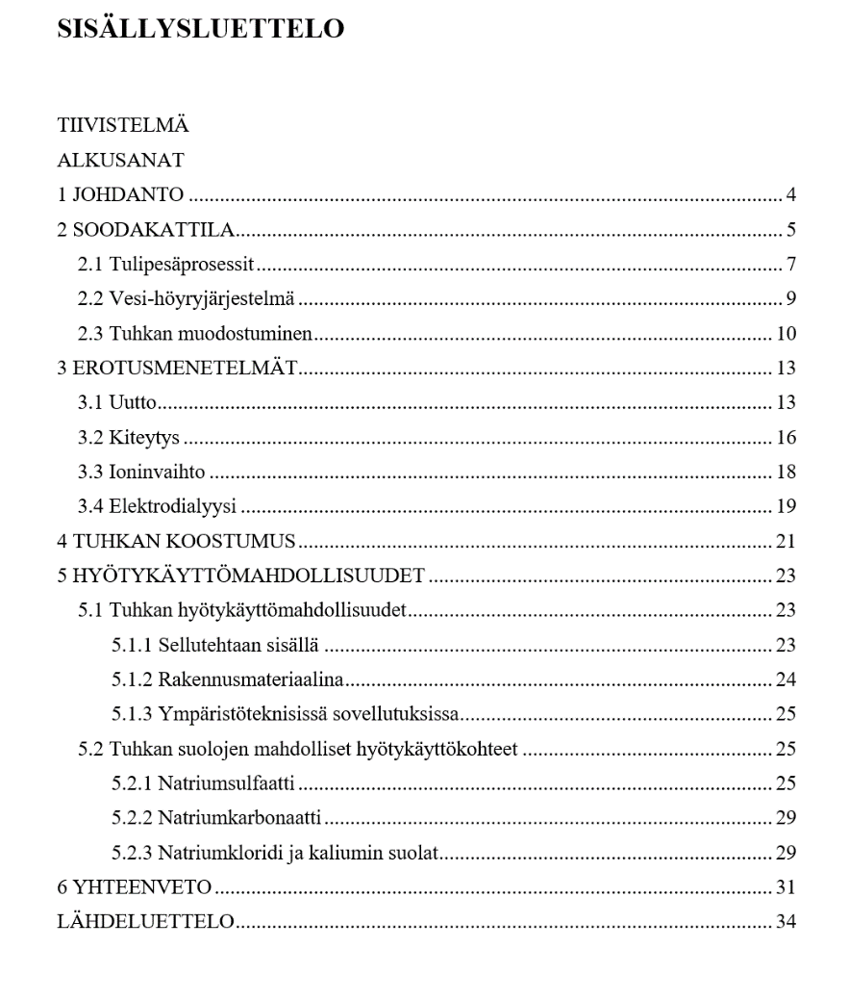 SISÄLLYSLUETTELO
TIIVISTELMÄ
ALKUSANAT
1 JOHDANTO ........ 4
2 SOODAKATTILA ........ 5
2.1 Tulipesäprosessit ........ 7
2.2 Vesi-höyryjärjestelmä ........ 9
2.3 Tuhkan muodostuminen ........ 10
3 EROTUSMENETELMÄT ........ 13
3.1 Uutto ........ 13
3.2 Kiteytys ........ 16
3.3 Ioninvaihto ........ 18
3.4 Elektrodialyysi ........ 19
4 TUHKAN KOOSTUMUS ........ 21
5 HYÖTYKÄYTTÖMAHDOLLISUUDET ........ 23
5.1 Tuhkan hyötykäyttömahdollisuudet ........ 23
5.1.1 Sellutehtaan sisällä ........ 23
5.1.2 Rakennusmateriaalina ........ 24
5.1.3 Ympäristöteknisissä sovellutuksissa ........ 25
5.2 Tuhkan suolojen mahdolliset hyötykäyttökohteet ........ 25
5.2.1 Natriumsulfaatti ........ 25
5.2.2 Natriumkarbonaatti ........ 29
5.2.3 Natriumkloridi ja kaliumin suolat ........ 29
6 YHTEENVETO ........ 31
LÄHDELUETTELO ........ 34